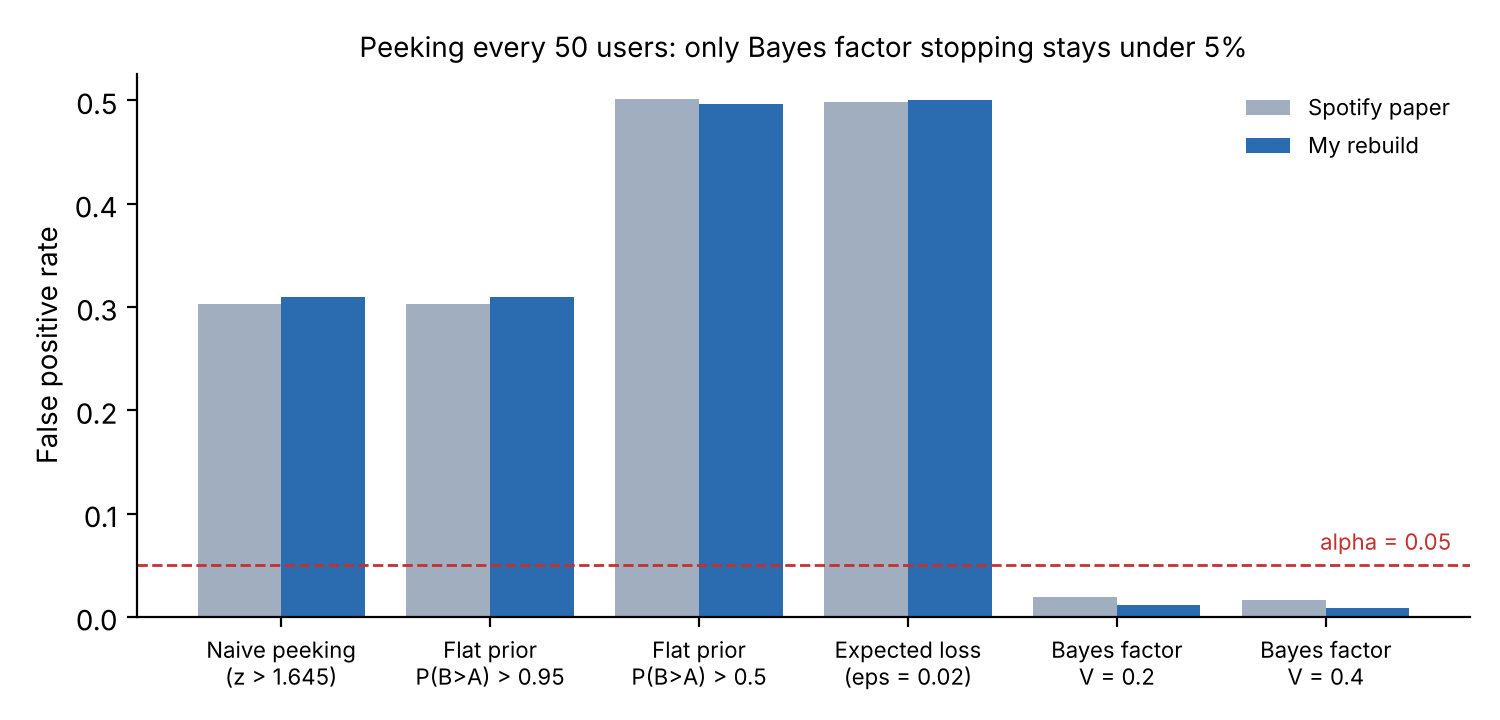 Peeking every 50 users: only Bayes factor stopping stays under 5%
Spotify paper
My rebuild
False positive rate
0.5
0.4
0.3
0.2
0.1
0.0
alpha = 0.05
Naive peeking
(z > 1.645)
Flat prior
P(B>A) > 0.95
Flat prior
P(B>A) > 0.5
Expected loss
(eps = 0.02)
Bayes factor
V = 0.2
Bayes factor
V = 0.4